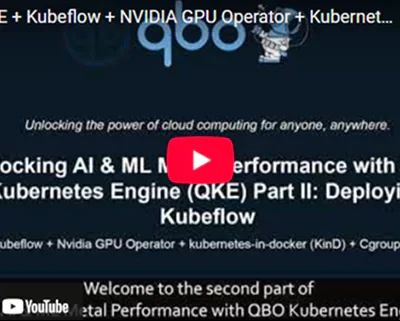 E + Kubeflow + NVIDIA GPU Operator + Kubernet...
qbo
Unlocking the power of cloud computing for anyone, anywhere.
ocking AI & ML M erformance with
Kubernetes Engine (QKE) Part II: Deployi
Kubeflow
ubeflow + Nvidia GPU Operator + kubernetes-in-docker (KinD) + Cgroup
Welcome to the second part of
etal Performance with QBO Kubernetes En
YouTube